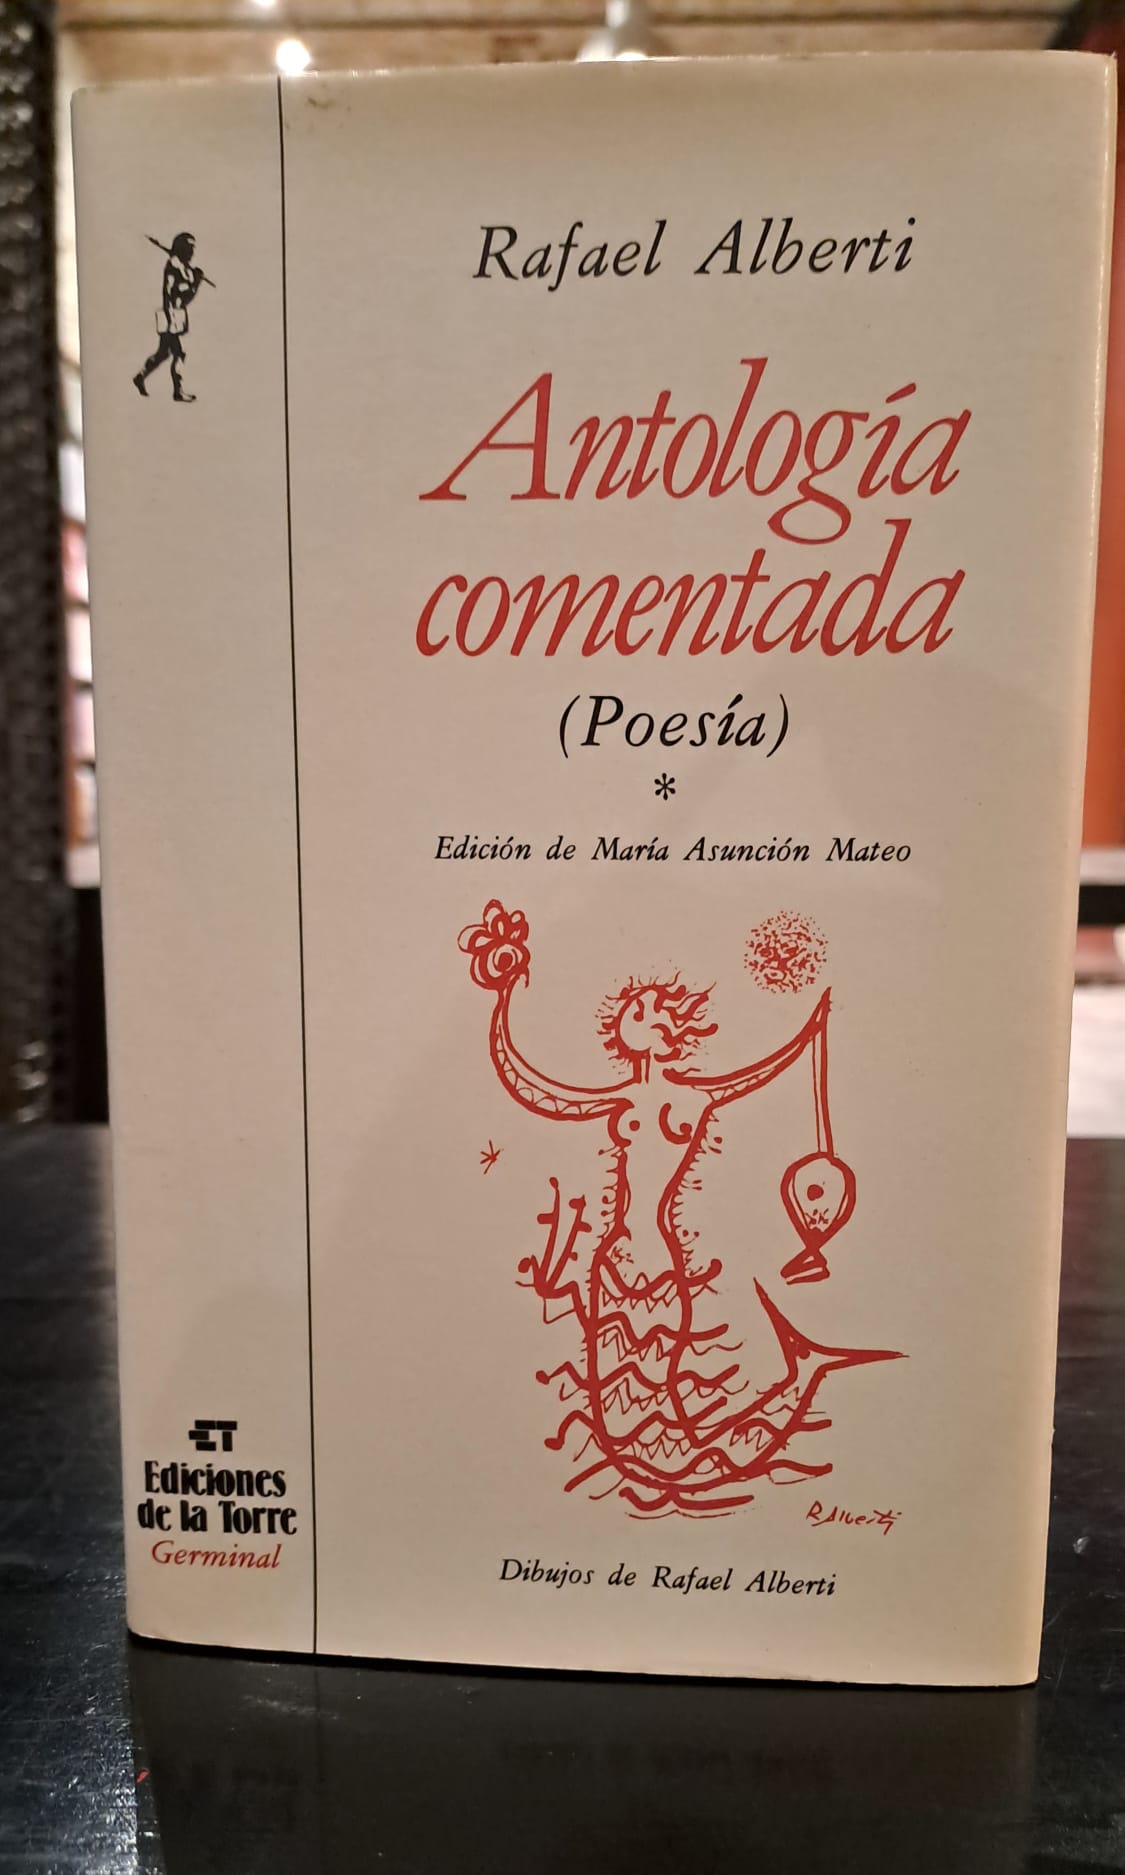 Rafael Alberti
Antología
comentada
(Poesía)
*
Edición de María Asunción Mateo
RAlberti
Dibujos de Rafael Alberti
ET
Ediciones
de la Torre
Germinal